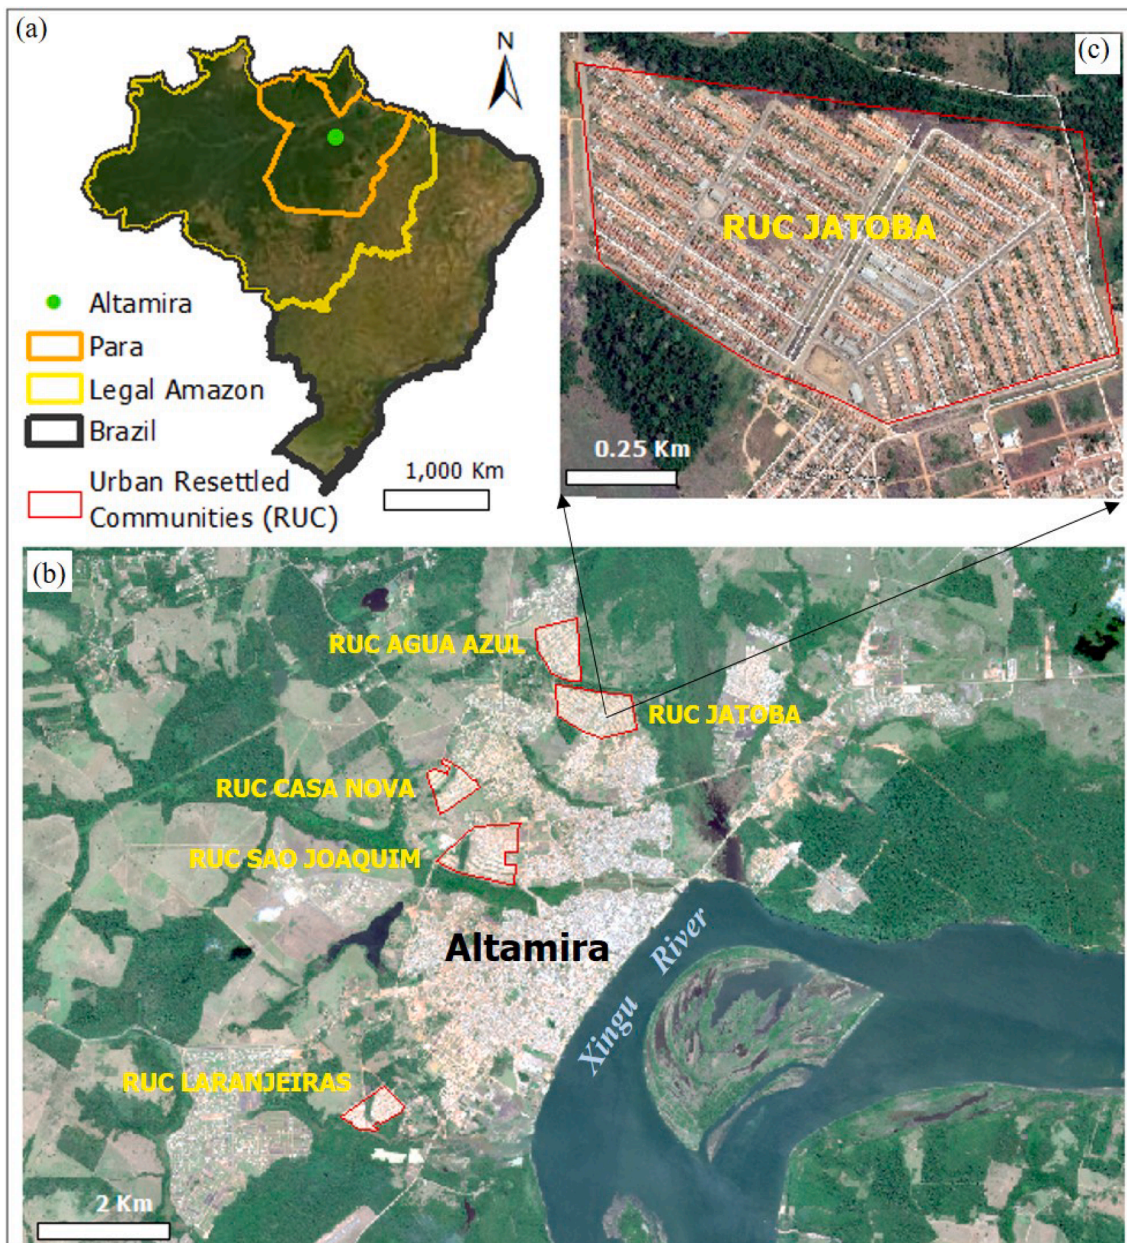 (a)
N
Altamira
Para
Legal Amazon
Brazil
Urban Resettled
Communities (RUC)
1,000 Km
(c)
RUC JATOBA
0.25 Km
G
(b)
RUC AGUA AZUL
RUC JATOBA
RUC CASA NOVA
RUC SAO JOAQUIM
Altamira
Xingu River
RUC LARANJEIRAS
2 Km